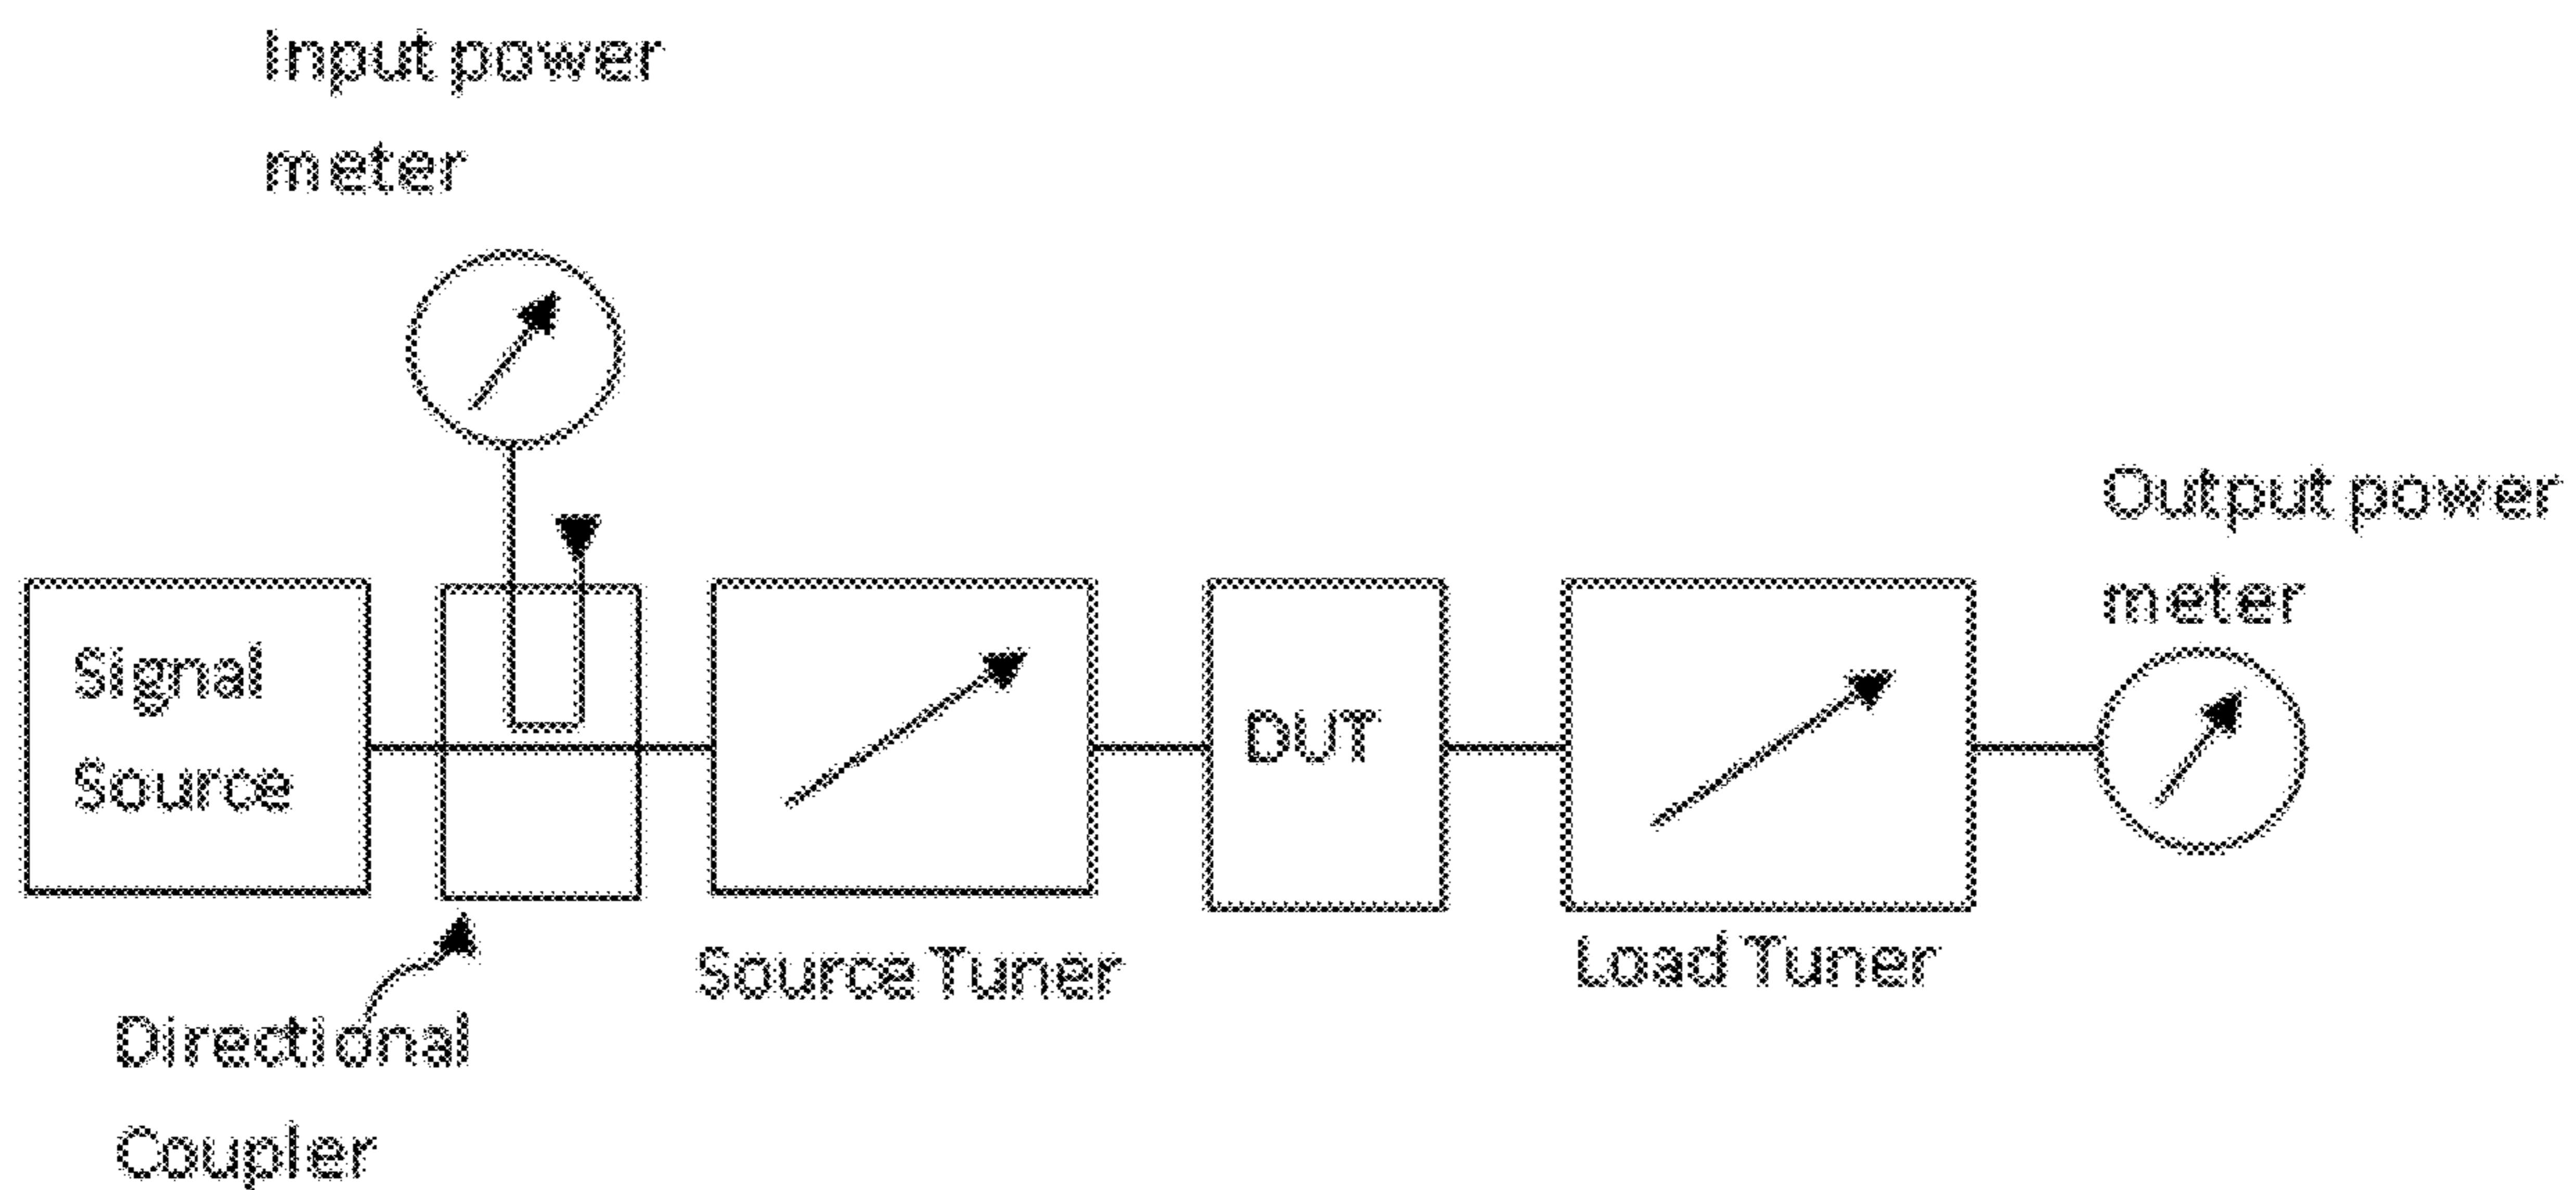 Input power
meter
Output power
meter
Signal
Source
DUT
Source Tuner
Load Tuner
Directional
Coupler